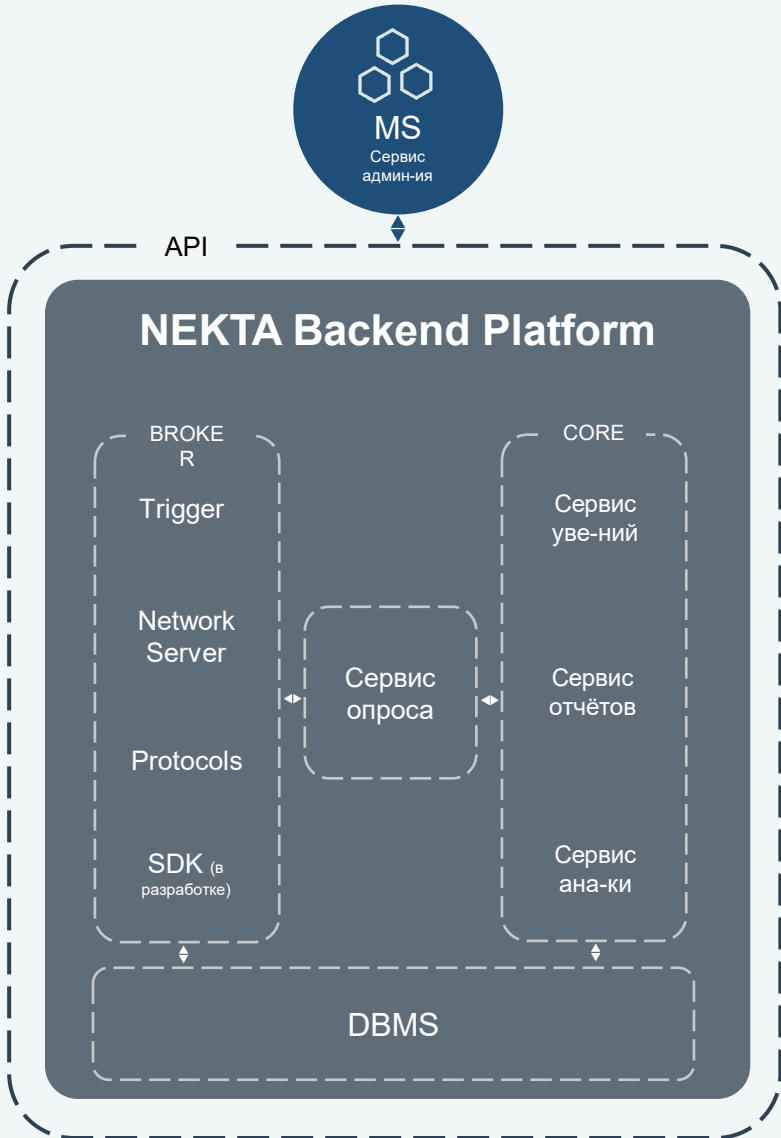 MS
Сервис
админ-ия
API
NEKTA Backend Platform
BROKE
R
Trigger
Network
Server
Protocols
SDK (в
разработке)
Сервис
опроса
CORE
Сервис
уве-ний
Сервис
отчётов
Сервис
ана-ки
DBMS